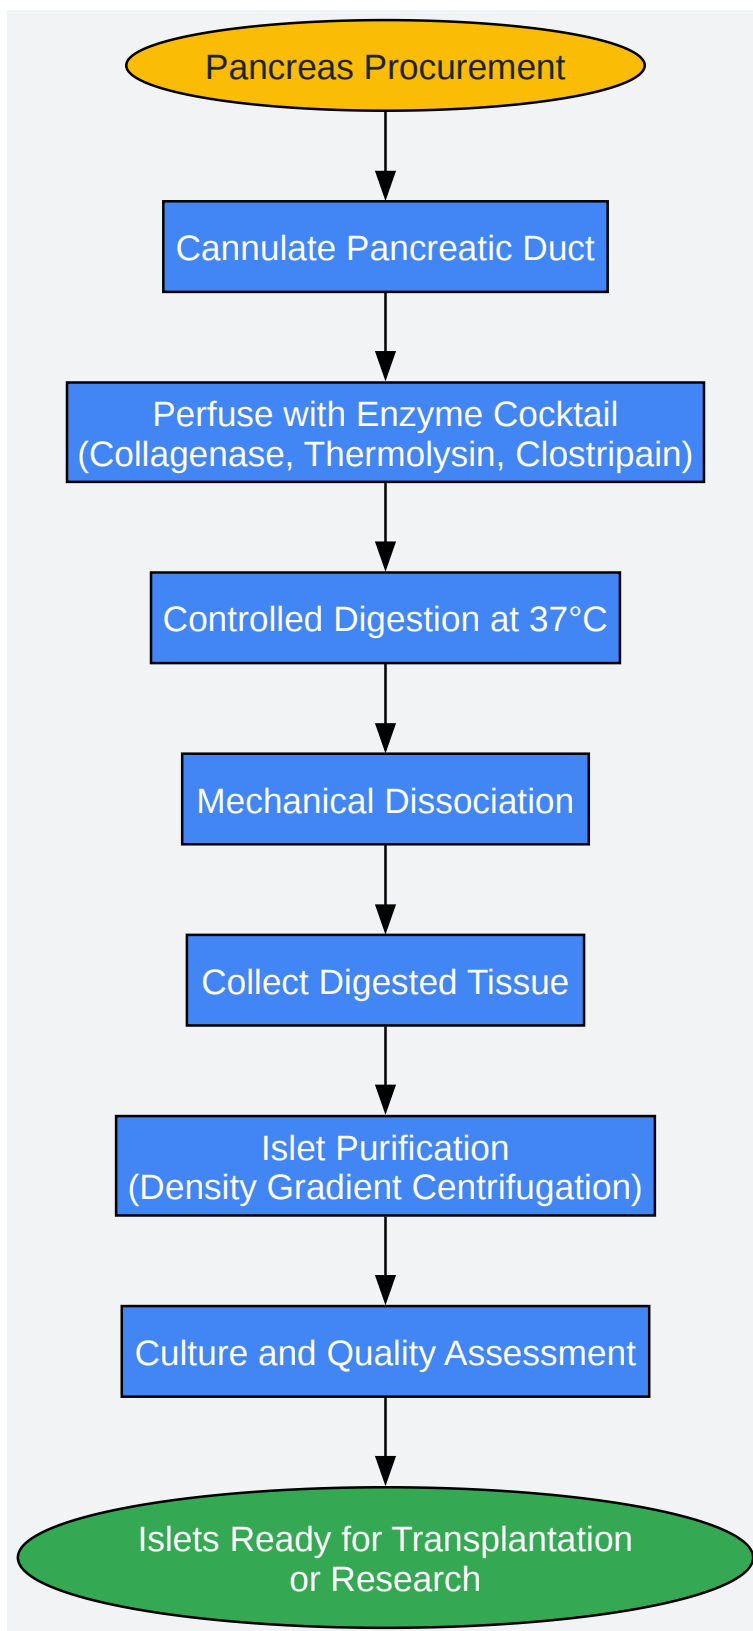 Pancreas Procurement
Cannulate Pancreatic Duct
Perfuse with Enzyme Cocktail
(Collagenase, Thermolysin, Clostripain)
Controlled Digestion at 37°C
Mechanical Dissociation
Collect Digested Tissue
Islet Purification
(Density Gradient Centrifugation)
Culture and Quality Assessment
Islets Ready for Transplantation
or Research